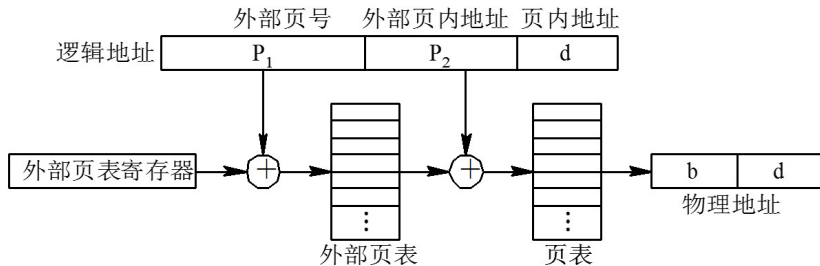 外部页号 外部页内地址 页内地址
逻辑地址 P1 P2 d
外部页表寄存器 + + b d
物理地址
⋮ ⋮
外部页表 页表